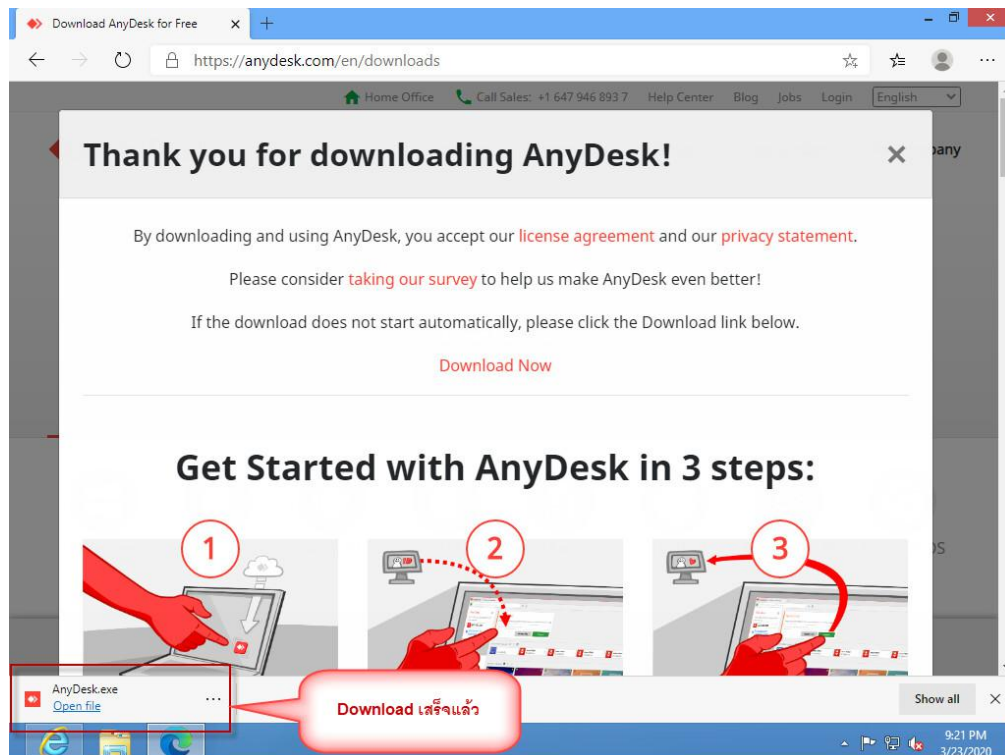 Download AnyDesk for Free
https://anydesk.com/en/downloads
Home Office Call Sales: +1 647 946 893 7 Help Center Blog Jobs Login English
Thank you for downloading AnyDesk!
pany
By downloading and using AnyDesk, you accept our license agreement and our privacy statement.
Please consider taking our survey to help us make AnyDesk even better!
If the download does not start automatically, please click the Download link below.
Download Now
Get Started with AnyDesk in 3 steps:
1 2 3
OS
AnyDesk.exe
Open file
Download เสร็จแล้ว
Show all
9:21 PM
3/23/2020